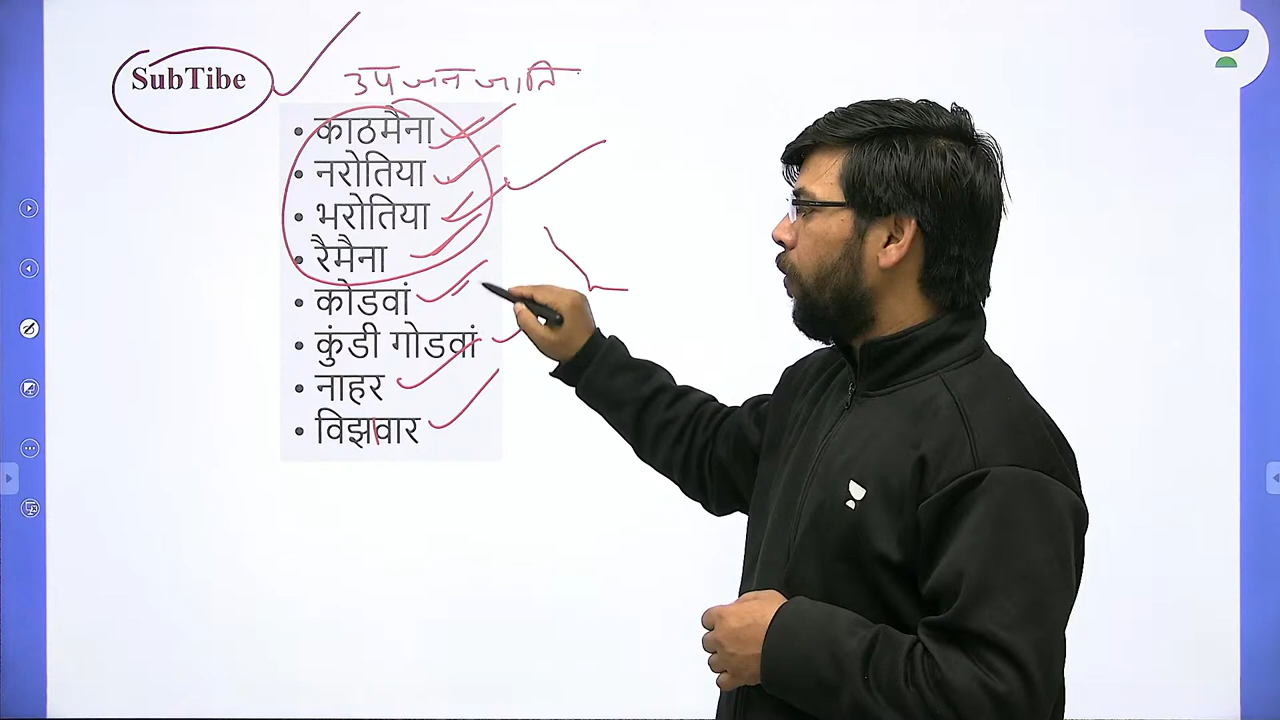 SubTibe
उपजनजाति
• काठमैना
• नरोतिया
• भरोतिया
• रैमैना
• कोडवां
• कुंडी गोडवां
• नाहर
• विझवार